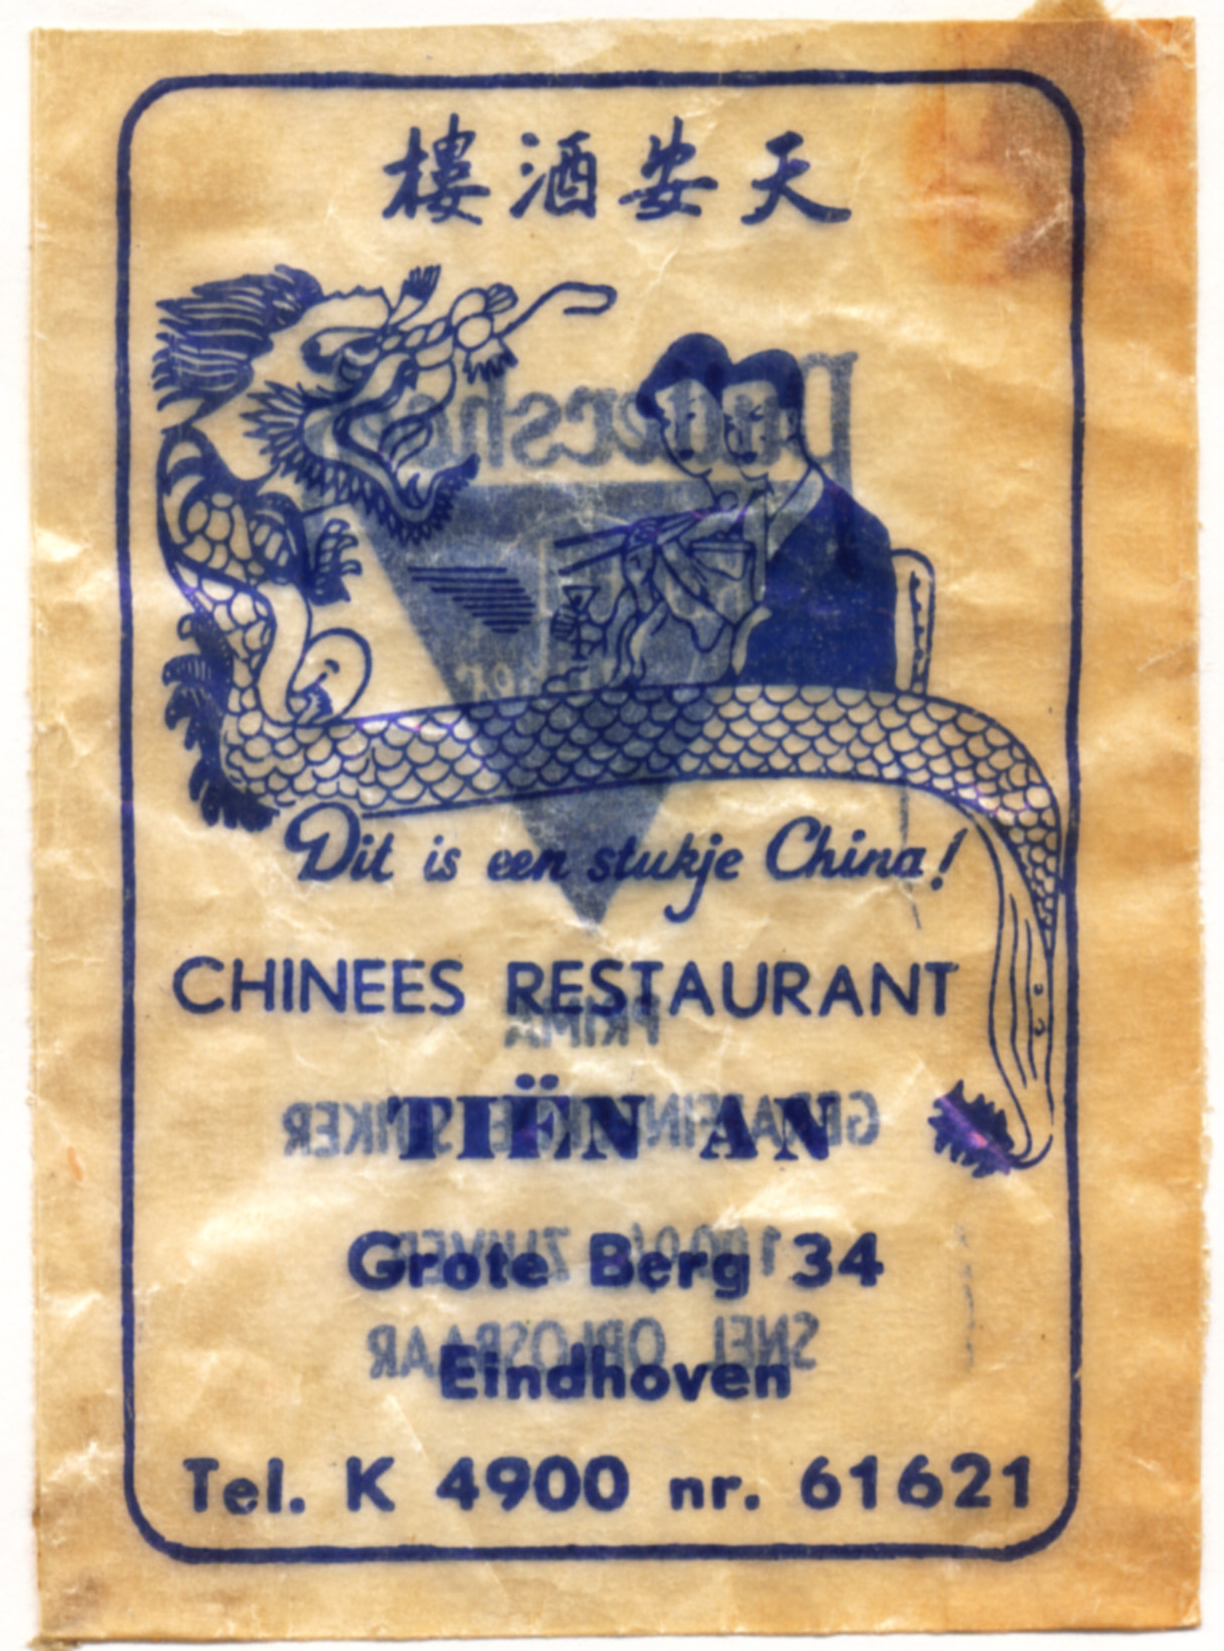 天安酒樓
Dit is een stukje China!
CHINEES RESTAURANT
TIËN AN
Grote Berg 34
Eindhoven
Tel. K 4900 nr. 61621